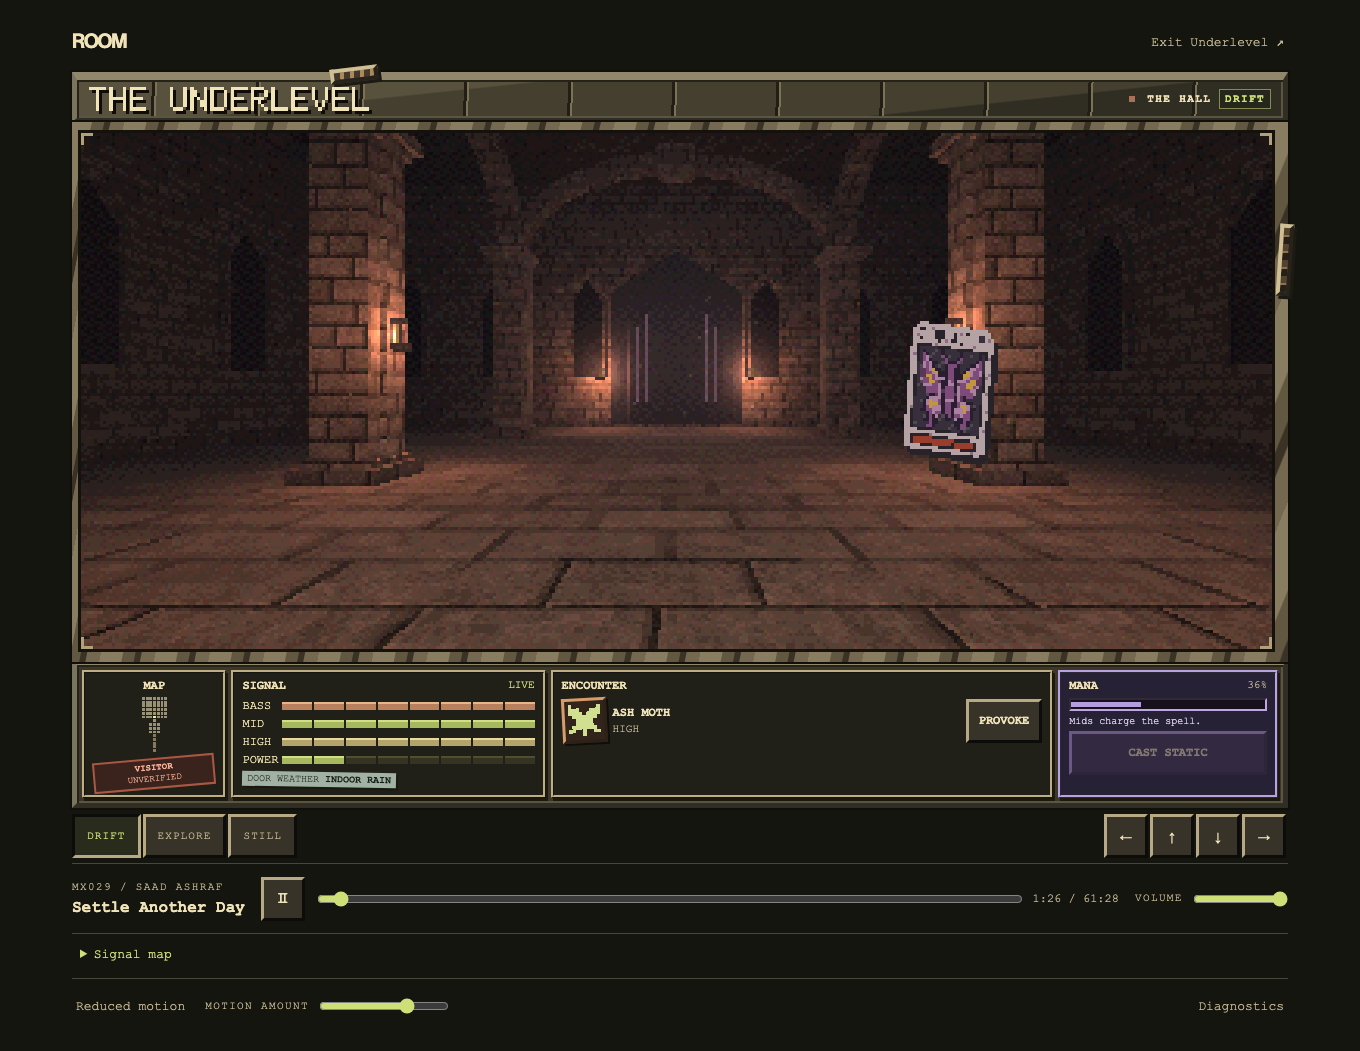 ROOM
Exit Underlevel ↗
THE UNDERLEVEL
THE HALL DRIFT
MAP
VISITOR
UNVERIFIED
SIGNAL LIVE
BASS
MID
HIGH
POWER
DOOR WEATHER INDOOR RAIN
ENCOUNTER
ASH MOTH
HIGH
PROVOKE
MANA 36%
Mids charge the spell.
CAST STATIC
DRIFT EXPLORE STILL
← ↑ ↓ →
MX029 / SAAD ASHRAF
Settle Another Day
1:26 / 61:28 VOLUME
Signal map
Reduced motion MOTION AMOUNT
Diagnostics